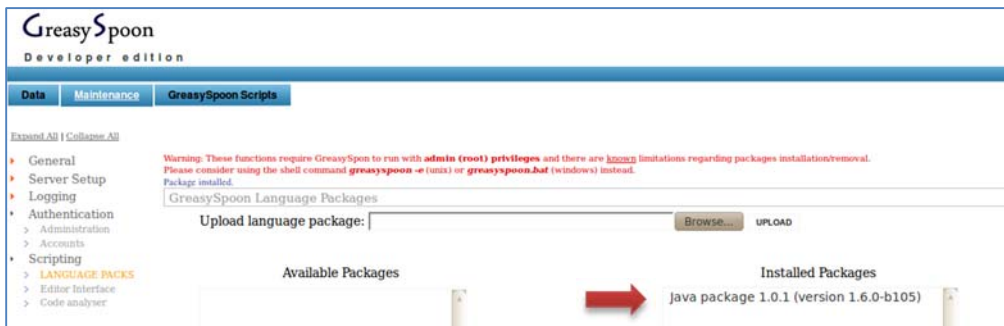 GreasySpoon
Developer edition
Data Maintenance GreasySpoon Scripts
Expand All | Collapse All
General
Server Setup
Logging
Authentication
> Administration
> Accounts
Scripting
> LANGUAGE PACKS
> Editor Interface
> Code analyser
Warning: These functions require GreasySpon to run with admin (root) privileges and there are known limitations regarding packages installation/removal.
Please consider using the shell command greasyspoon -e (unix) or greasyspoon.bat (windows) instead.
Package installed.
GreasySpoon Language Packages
Upload language package: Browse... UPLOAD
Available Packages Installed Packages
Java package 1.0.1 (version 1.6.0-b105)